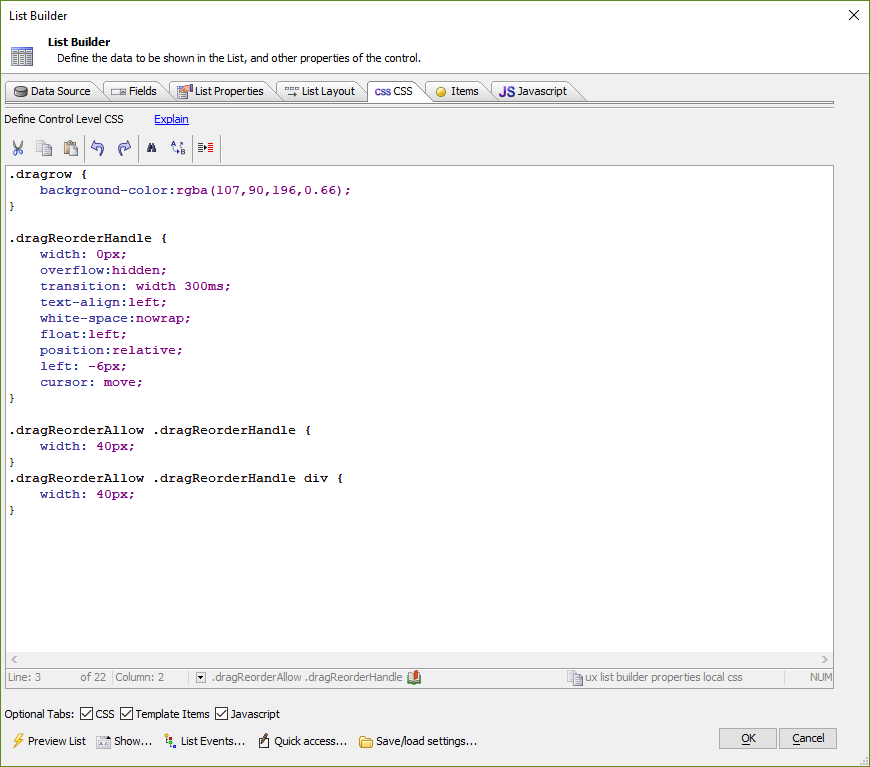 List Builder
List Builder
Define the data to be shown in the List, and other properties of the control.
Data Source Fields List Properties List Layout css CSS Items JS Javascript
Define Control Level CSS Explain
A B
.dragrow {
    background-color:rgba(107,90,196,0.66);
}

.dragReorderHandle {
    width: 0px;
    overflow:hidden;
    transition: width 300ms;
    text-align:left;
    white-space:nowrap;
    float:left;
    position:relative;
    left: -6px;
    cursor: move;
}

.dragReorderAllow .dragReorderHandle {
    width: 40px;
}
.dragReorderAllow .dragReorderHandle div {
    width: 40px;
}
Line: 3 of 22 Column: 2 .dragReorderAllow .dragReorderHandle ux list builder properties local css NUM
Optional Tabs: CSS Template Items Javascript
Preview List Show... List Events... Quick access... Save/load settings... OK Cancel